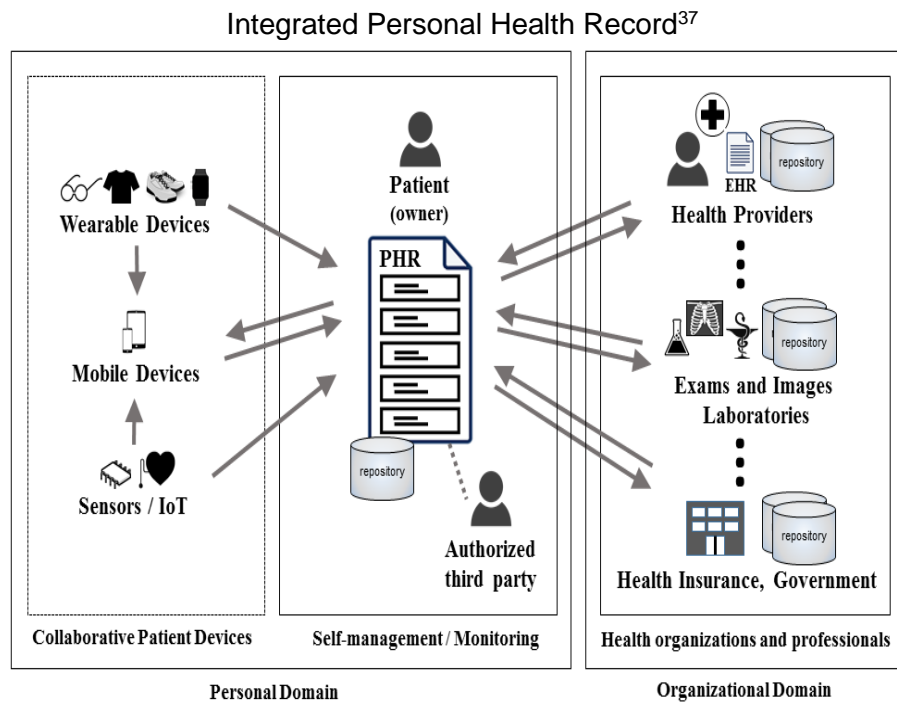 Integrated Personal Health Record37
Wearable Devices
Mobile Devices
Sensors / IoT
Collaborative Patient Devices
Patient
(owner)
PHR
repository
Authorized
third party
Self-management / Monitoring
Personal Domain
EHR
repository
Health Providers
repository
Exams and Images
Laboratories
repository
Health Insurance, Government
Health organizations and professionals
Organizational Domain